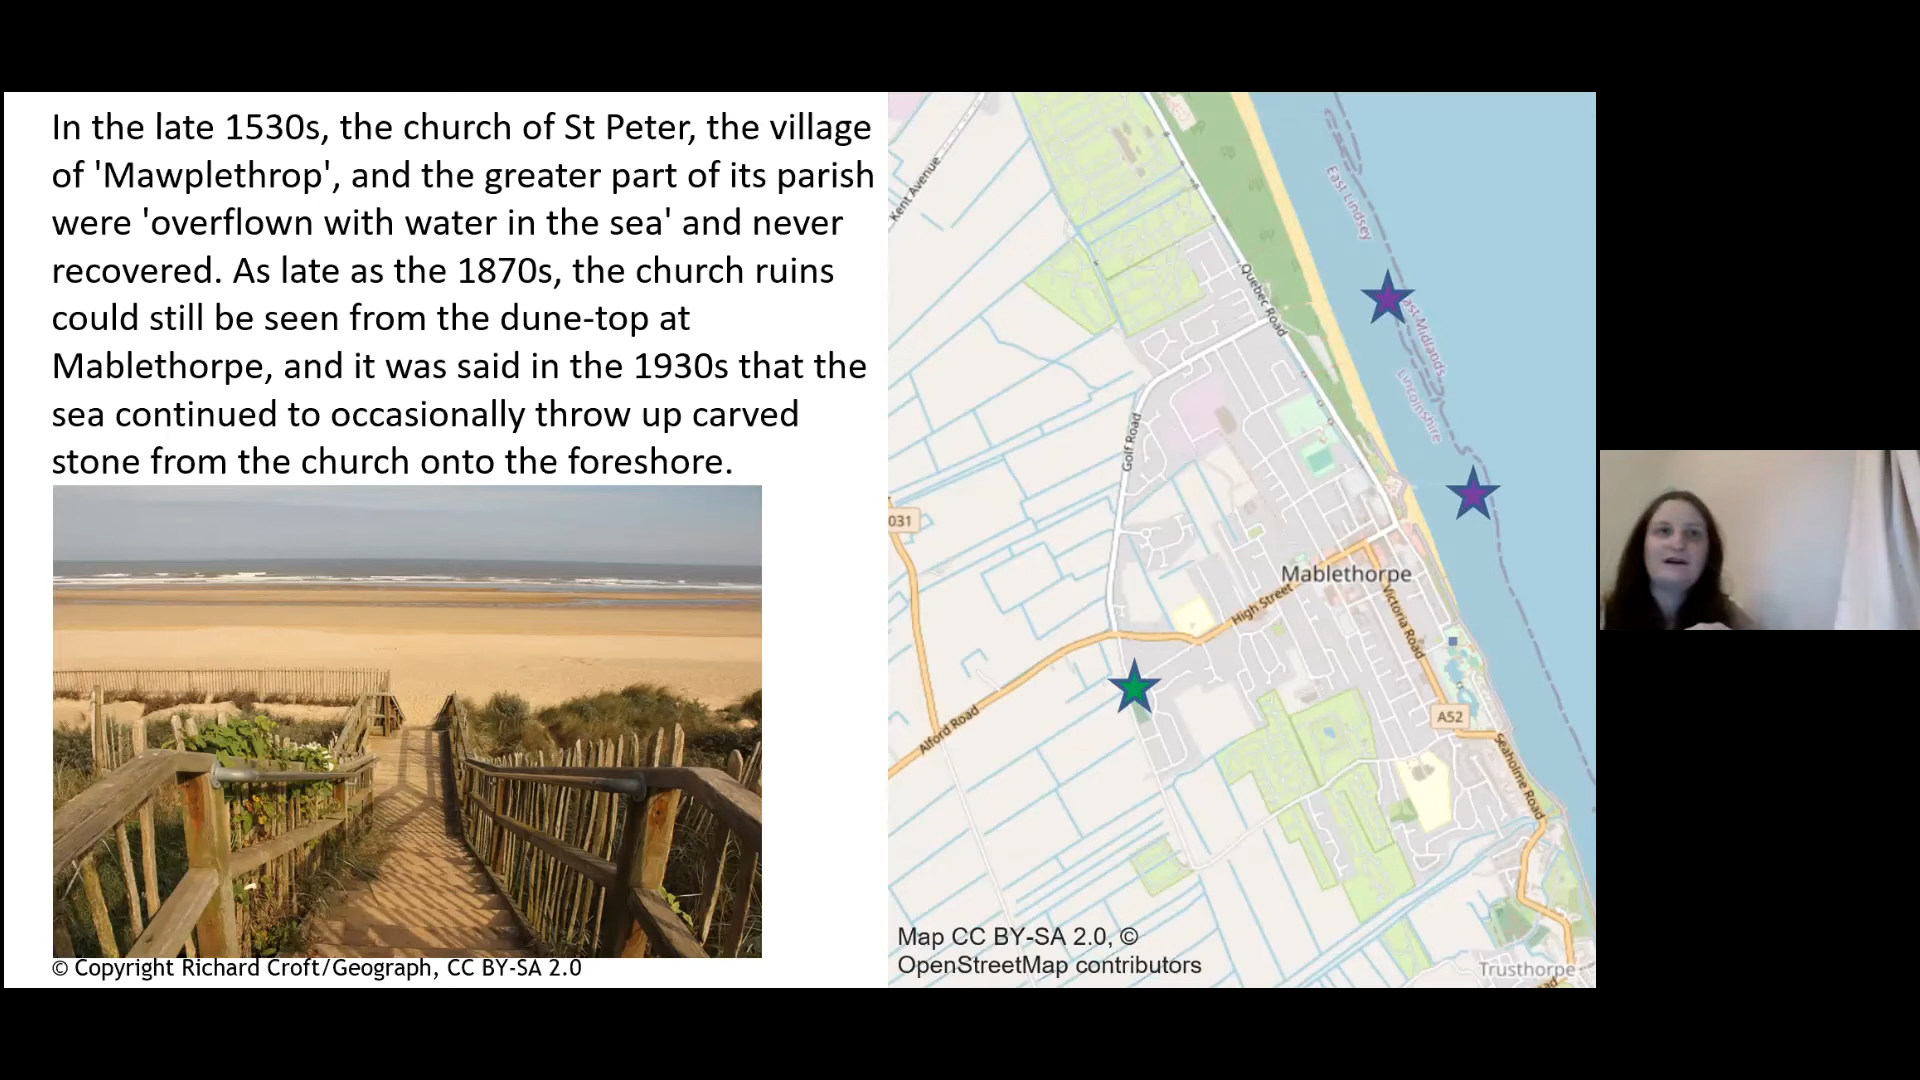 In the late 1530s, the church of St Peter, the village
of 'Mawplethrop', and the greater part of its parish
were 'overflown with water in the sea' and never
recovered. As late as the 1870s, the church ruins
could still be seen from the dune-top at
Mablethorpe, and it was said in the 1930s that the
sea continued to occasionally throw up carved
stone from the church onto the foreshore.
© Copyright Richard Croft/Geograph, CC BY-SA 2.0
Kent Avenue
East Lindsey
Quebec Road
ast Midlands
Lincolnshire
Golf Road
031
Mablethorpe
High Street
Victoria Road
Alford Road
A52
Seaholme Road
Map CC BY-SA 2.0, ©
OpenStreetMap contributors
Trusthorpe